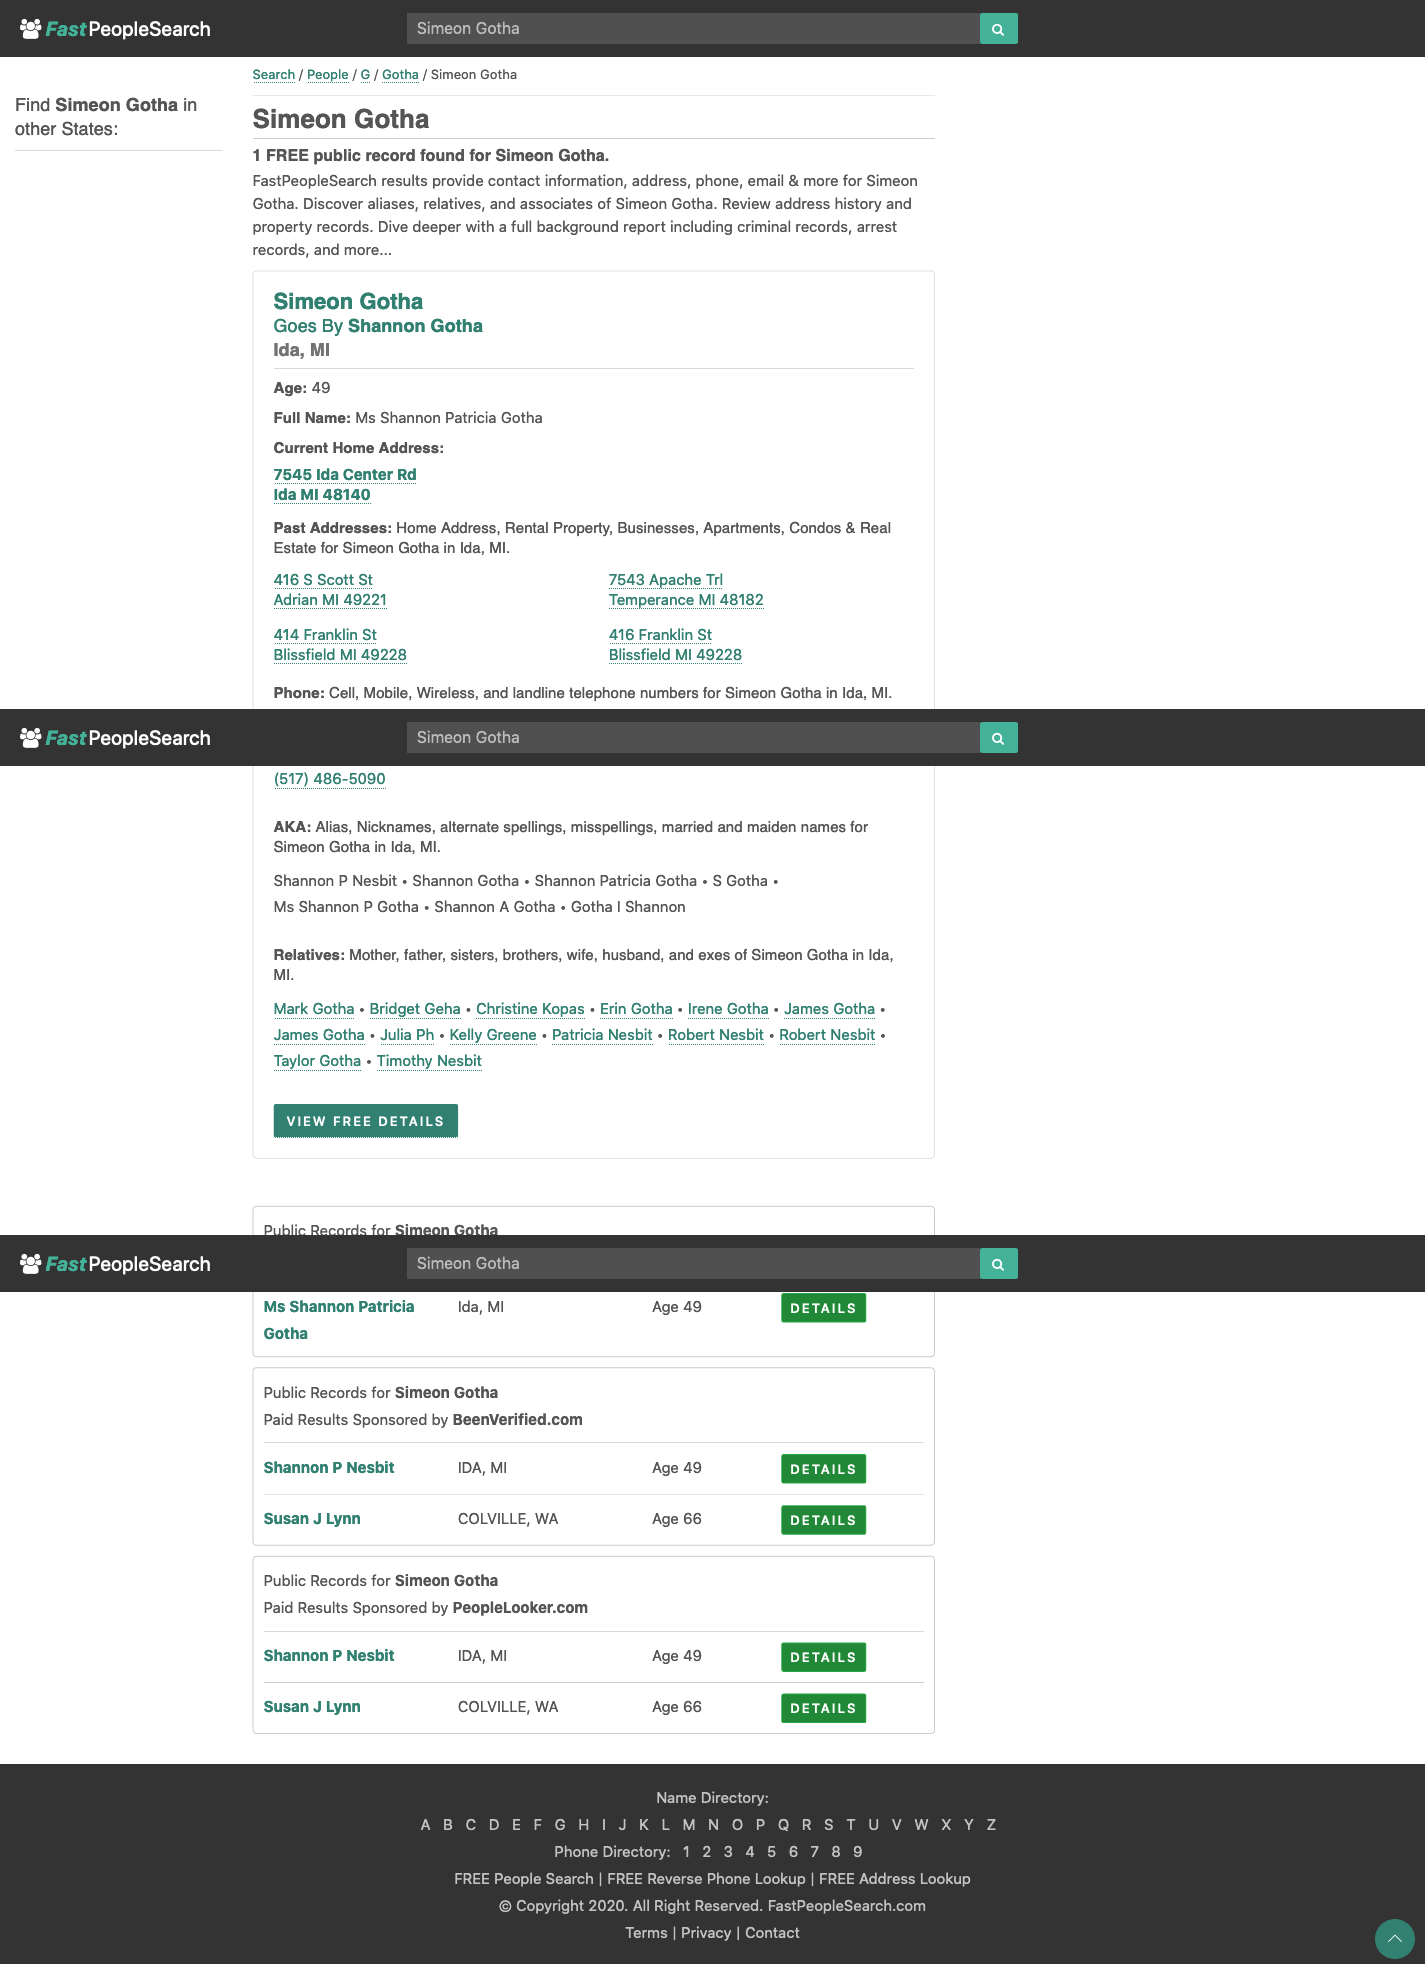 FastPeopleSearch
Simeon Gotha
Search / People / G / Gotha / Simeon Gotha
Find Simeon Gotha in
other States:
Simeon Gotha
1 FREE public record found for Simeon Gotha.
FastPeopleSearch results provide contact information, address, phone, email & more for Simeon
Gotha. Discover aliases, relatives, and associates of Simeon Gotha. Review address history and
property records. Dive deeper with a full background report including criminal records, arrest
records, and more...
Simeon Gotha
Goes By Shannon Gotha
Ida, MI
Age: 49
Full Name: Ms Shannon Patricia Gotha
Current Home Address:
7545 Ida Center Rd
Ida MI 48140
Past Addresses: Home Address, Rental Property, Businesses, Apartments, Condos & Real
Estate for Simeon Gotha in Ida, MI.
416 S Scott St
Adrian MI 49221
7543 Apache Trl
Temperance MI 48182
414 Franklin St
Blissfield MI 49228
416 Franklin St
Blissfield MI 49228
Phone: Cell, Mobile, Wireless, and landline telephone numbers for Simeon Gotha in Ida, MI.
FastPeopleSearch
Simeon Gotha
(517) 486-5090
AKA: Alias, Nicknames, alternate spellings, misspellings, married and maiden names for
Simeon Gotha in Ida, MI.
Shannon P Nesbit • Shannon Gotha • Shannon Patricia Gotha • S Gotha •
Ms Shannon P Gotha • Shannon A Gotha • Gotha I Shannon
Relatives: Mother, father, sisters, brothers, wife, husband, and exes of Simeon Gotha in Ida,
MI.
Mark Gotha • Bridget Geha • Christine Kopas • Erin Gotha • Irene Gotha • James Gotha •
James Gotha • Julia Ph • Kelly Greene • Patricia Nesbit • Robert Nesbit • Robert Nesbit •
Taylor Gotha • Timothy Nesbit
VIEW FREE DETAILS
Public Records for Simeon Gotha
FastPeopleSearch
Simeon Gotha
Ms Shannon Patricia Ida, MI Age 49 DETAILS
Gotha
Public Records for Simeon Gotha
Paid Results Sponsored by BeenVerified.com
Shannon P Nesbit IDA, MI Age 49 DETAILS
Susan J Lynn COLVILLE, WA Age 66 DETAILS
Public Records for Simeon Gotha
Paid Results Sponsored by PeopleLooker.com
Shannon P Nesbit IDA, MI Age 49 DETAILS
Susan J Lynn COLVILLE, WA Age 66 DETAILS
Name Directory:
A B C D E F G H I J K L M N O P Q R S T U V W X Y Z
Phone Directory: 1 2 3 4 5 6 7 8 9
FREE People Search | FREE Reverse Phone Lookup | FREE Address Lookup
© Copyright 2020. All Right Reserved. FastPeopleSearch.com
Terms | Privacy | Contact